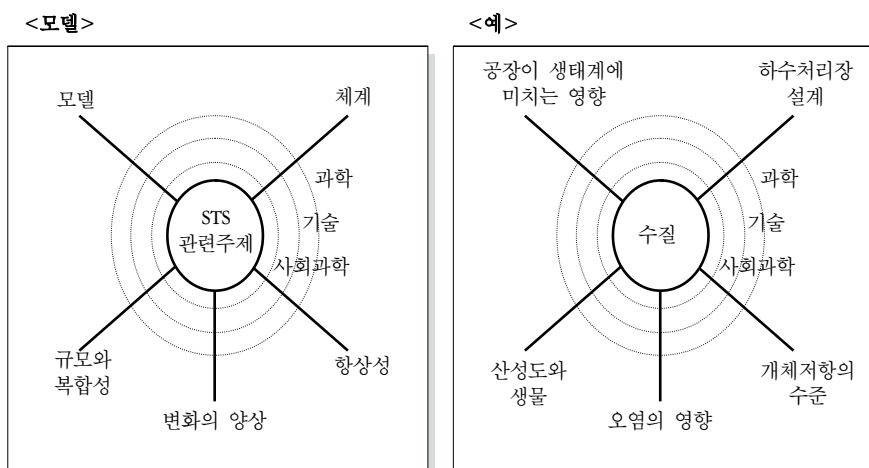 <모델>
모델
체계
과학
STS
관련주제
기술
사회과학
규모와
복합성
항상성
변화의 양상
<예>
공장이 생태계에
미치는 영향
하수처리장
설계
과학
수질
기술
사회과학
산성도와
생물
개체저항의
수준
오염의 영향